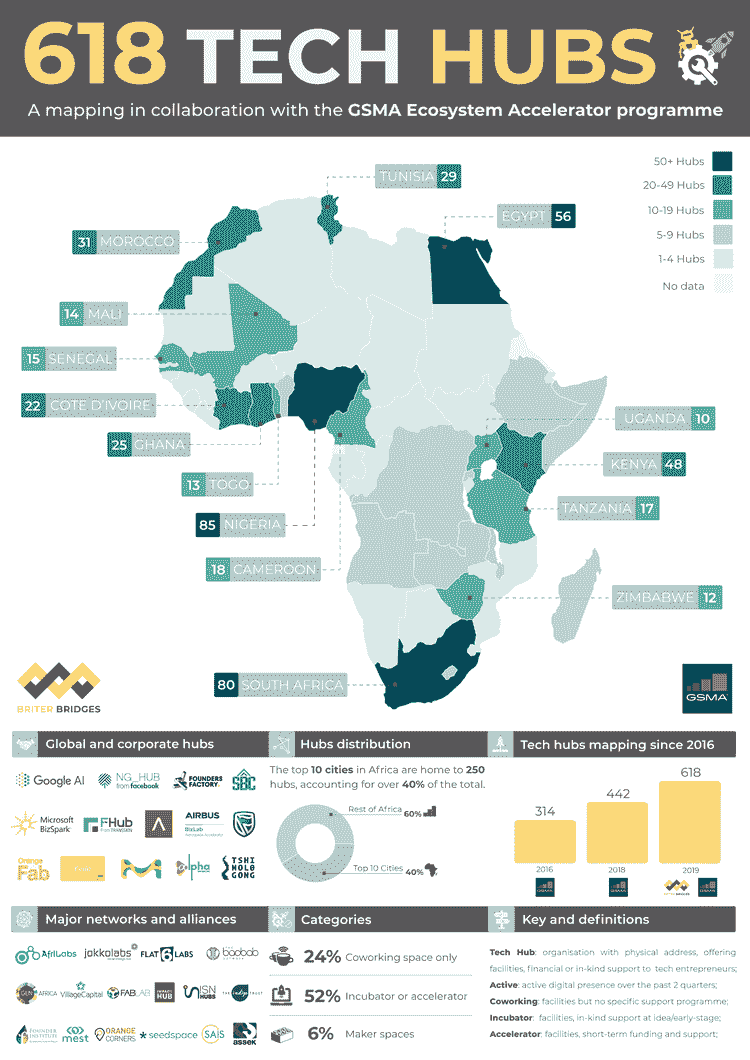 618 TECH HUBS
A mapping in collaboration with the GSMA Ecosystem Accelerator programme
50+ Hubs
20-49 Hubs
10-19 Hubs
5-9 Hubs
1-4 Hubs
No data
TUNISIA 29
EGYPT 56
31 MOROCCO
14 MALI
15 SENEGAL
22 COTE D'IVOIRE
25 GHANA
13 TOGO
85 NIGERIA
18 CAMEROON
UGANDA 10
KENYA 48
TANZANIA 17
ZIMBABWE 12
80 SOUTH AFRICA
BRITER BRIDGES
GSMA
Global and corporate hubs
Google AI
NG_HUB
from facebook
FOUNDERS
FACTORY
SBC
Microsoft
BizSpark
FHub
AIRBUS
BizLab
Orange
Fab
alpha
TSHI
MOLO
GONG
Hubs distribution
The top 10 cities in Africa are home to 250
hubs, accounting for over 40% of the total.
Rest of Africa 60%
Top 10 Cities 40%
Tech hubs mapping since 2016
314
442
618
2016
2018
2019
Major networks and alliances
AfriLabs
jokkolabs
FLAT6LABS
baobab
GEN AFRICA
VillageCapital
FABLAB
IMPACT
HUB
ISN
HUBS
the indigo trust
FOUNDER
INSTITUTE
mest
ORANGE
CORNERS
seedspace
SAIS
assek
Categories
24% Coworking space only
52% Incubator or accelerator
6% Maker spaces
Key and definitions
Tech Hub: organisation with physical address, offering
facilities, financial or in-kind support to tech entrepreneurs;
Active: active digital presence over the past 2 quarters;
Coworking: facilities but no specific support programme;
Incubator: facilities, in-kind support at idea/early-stage;
Accelerator: facilities, short-term funding and support;